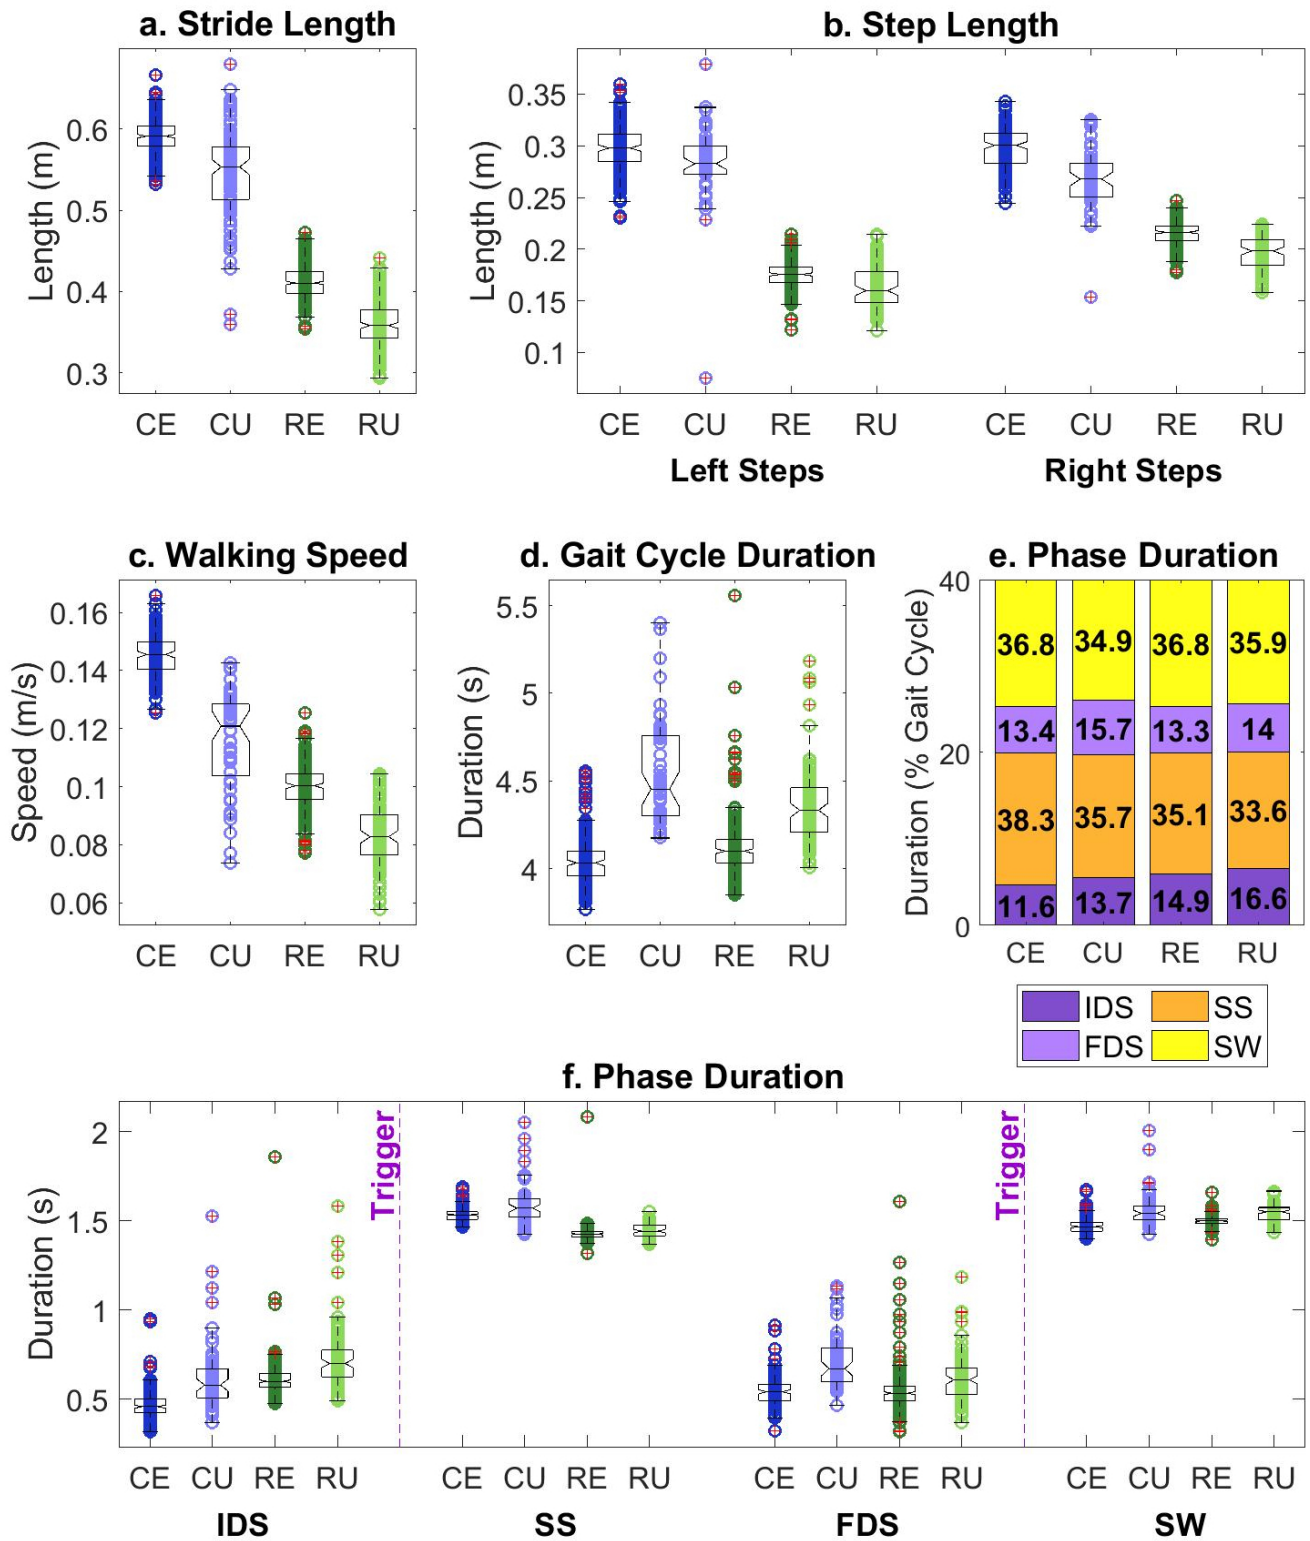 a. Stride Length
b. Step Length
Length (m)
0.6
0.5
0.4
0.3
CE CU RE RU
Length (m)
0.35
0.3
0.25
0.2
0.15
0.1
CE CU RE RU CE CU RE RU
Left Steps Right Steps
c. Walking Speed
d. Gait Cycle Duration
e. Phase Duration
Speed (m/s)
0.16
0.14
0.12
0.1
0.08
0.06
CE CU RE RU
Duration (s)
5.5
5
4.5
4
CE CU RE RU
Duration (% Gait Cycle)
40
20
0
36.8 34.9 36.8 35.9
13.4 15.7 13.3 14
38.3 35.7 35.1 33.6
11.6 13.7 14.9 16.6
CE CU RE RU
IDS SS
FDS SW
f. Phase Duration
Duration (s)
2
1.5
1
0.5
Trigger
Trigger
CE CU RE RU CE CU RE RU CE CU RE RU CE CU RE RU
IDS SS FDS SW